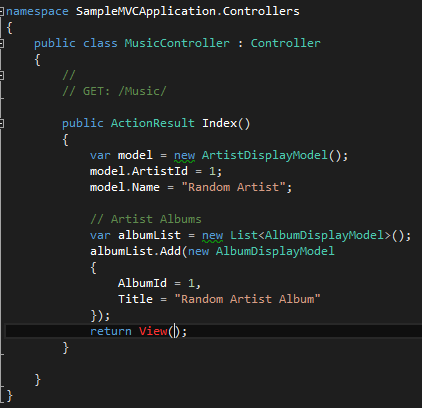 namespace SampleMVCApplication.Controllers
{
    public class MusicController : Controller
    {
        //
        // GET: /Music/

        public ActionResult Index()
        {
            var model = new ArtistDisplayModel();
            model.ArtistId = 1;
            model.Name = "Random Artist";

            // Artist Albums
            var albumList = new List<AlbumDisplayModel>();
            albumList.Add(new AlbumDisplayModel
            {
                AlbumId = 1,
                Title = "Random Artist Album"
            });
            return View();
        }

    }
}